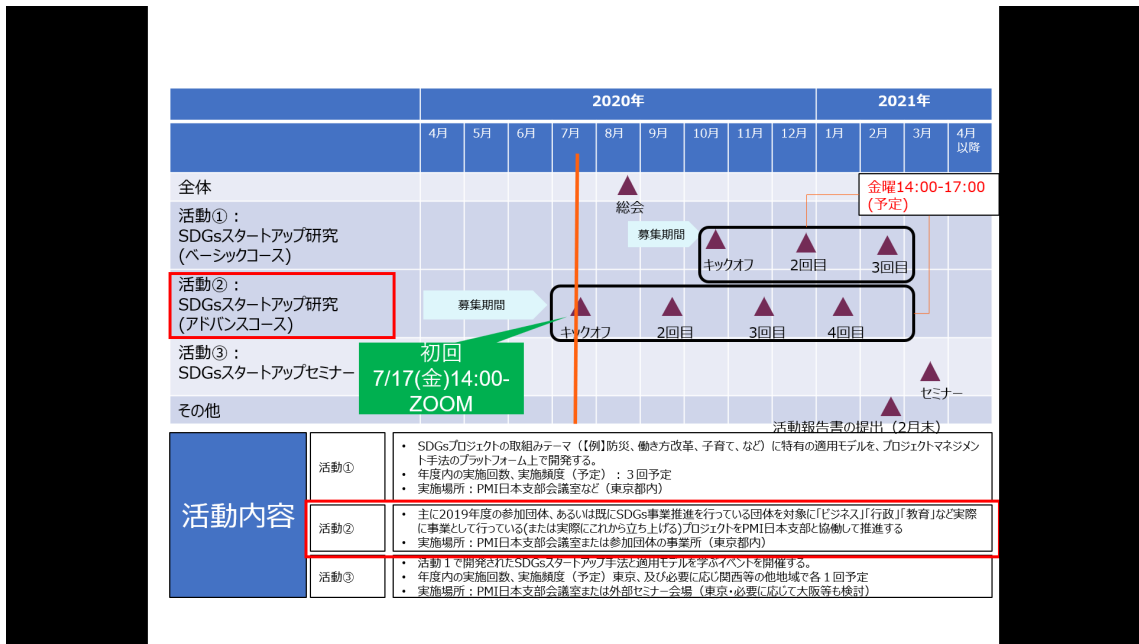 2020年
2021年
4月
5月
6月
7月
8月
9月
10月
11月
12月
1月
2月
3月
4月
以降
全体
総会
金曜14:00-17:00
(予定)
活動①：
SDGsスタートアップ研究
(ベーシックコース)
募集期間
キックオフ
2回目
3回目
活動②：
SDGsスタートアップ研究
(アドバンスコース)
募集期間
キックオフ
2回目
3回目
4回目
初回
7/17(金)14:00-
ZOOM
活動③：
SDGsスタートアップセミナー
セミナー
その他
活動報告書の提出（2月末）
活動内容
活動①
• SDGsプロジェクトの取組みテーマ（【例】防災、働き方改革、子育て、など）に特有の適用モデルを、プロジェクトマネジメン
ト手法のプラットフォーム上で開発する。
• 年度内の実施回数、実施頻度（予定）：３回予定
• 実施場所：PMI日本支部会議室など（東京都内）
活動②
• 主に2019年度の参加団体、あるいは既にSDGs事業推進を行っている団体を対象に「ビジネス」「行政」「教育」など実際
に事業として行っている(または実際にこれから立ち上げる)プロジェクトをPMI日本支部と協働して推進する
• 実施場所：PMI日本支部会議室または参加団体の事業所（東京都内）
活動③
• 活動１で開発されたSDGsスタートアップ手法と適用モデルを学ぶイベントを開催する。
• 年度内の実施回数、実施頻度（予定）東京、及び必要に応じ関西等の他地域で各１回予定
• 実施場所：PMI日本支部会議室または外部セミナー会場（東京・必要に応じて大阪等も検討）